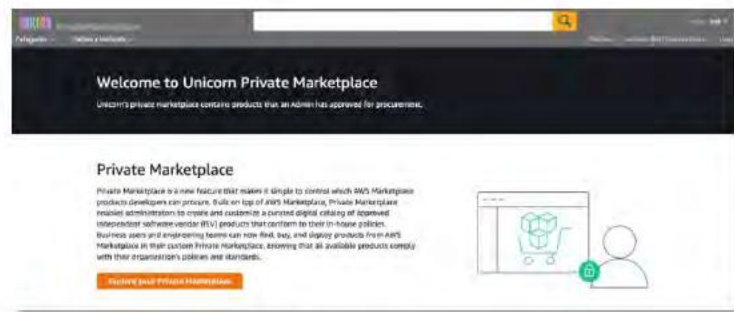 Categories
Welcome to Unicorn Private Marketplace
Unicorn's private marketplace contains products that an Admin has approved for procurement.
Private Marketplace
Private Marketplace is a new feature that makes it simple to control which AWS Marketplace
products developers can procure. Built on top of AWS Marketplace, Private Marketplace
enables administrators to create and customize a curated digital catalog of approved
independent software vendor (ISV) products that conform to their in-house policies.
Business users and engineering teams can now find, buy, and deploy products from AWS
Marketplace in their custom Private Marketplace, knowing that all available products comply
with their organization's policies and standards.
Explore your Private Marketplace